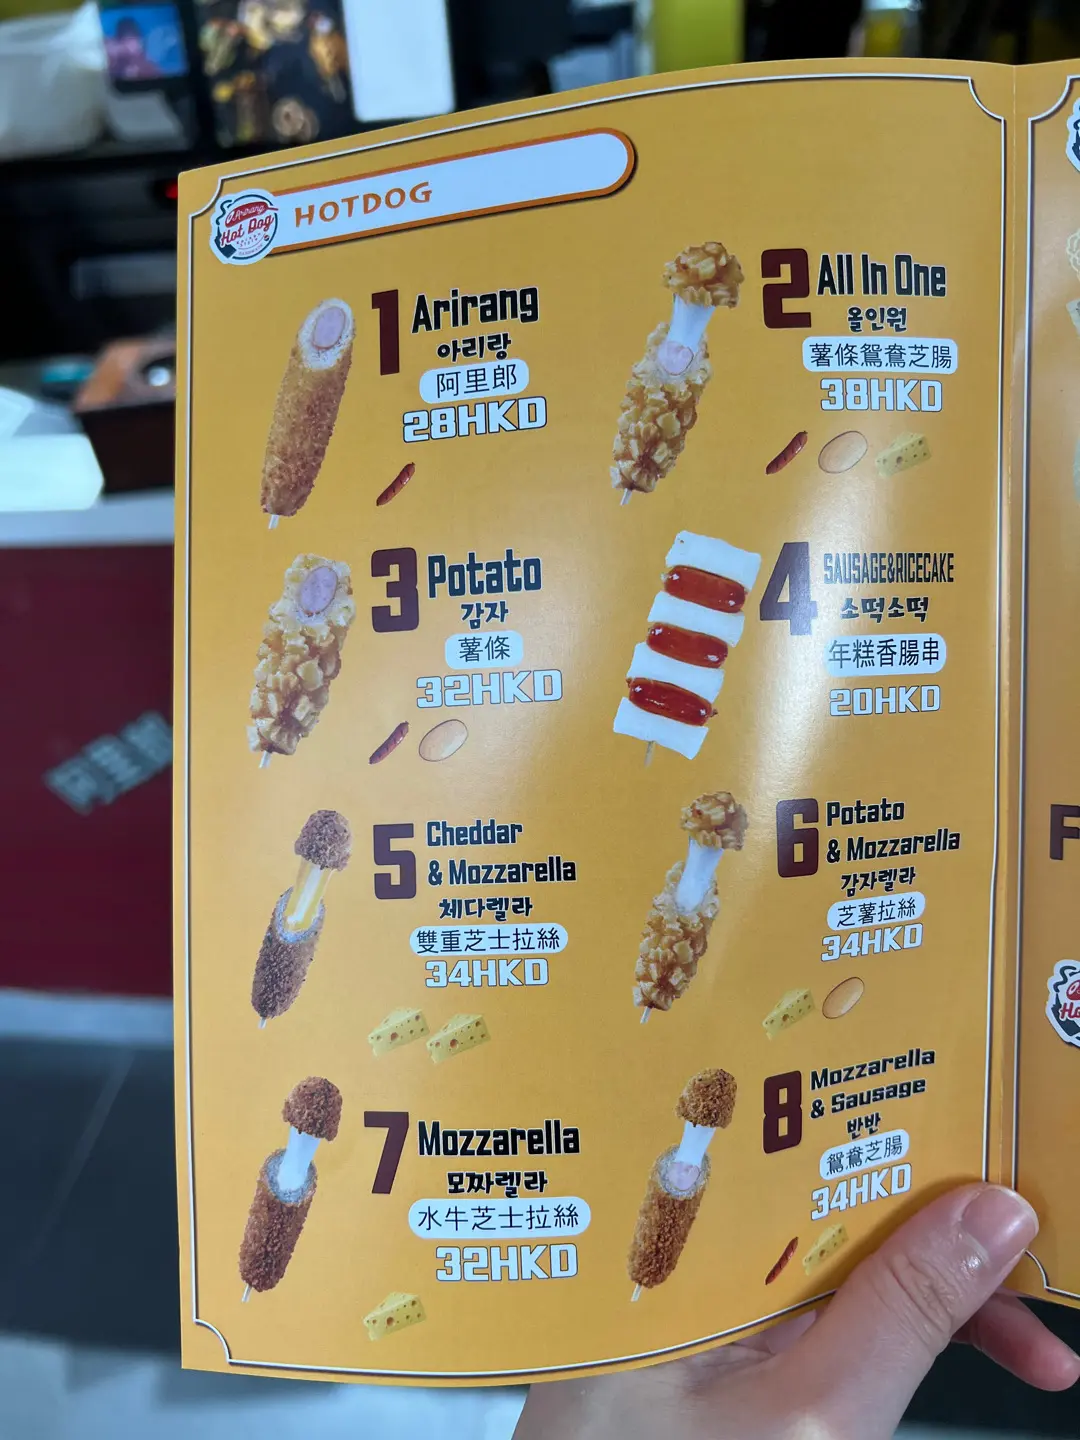 Arirang
Hot Dog
HOTDOG
1
Arirang
아리랑
阿里郎
28HKD
2
All In One
올인원
薯條鴛鴦芝腸
38HKD
3
Potato
감자
薯條
32HKD
4
SAUSAGE&RICECAKE
소떡소떡
年糕香腸串
20HKD
5
Cheddar
& Mozzarella
체다렐라
雙重芝士拉絲
34HKD
6
Potato
& Mozzarella
감자렐라
芝薯拉絲
34HKD
7
Mozzarella
모짜렐라
水牛芝士拉絲
32HKD
8
Mozzarella
& Sausage
반반
鴛鴦芝腸
34HKD
F